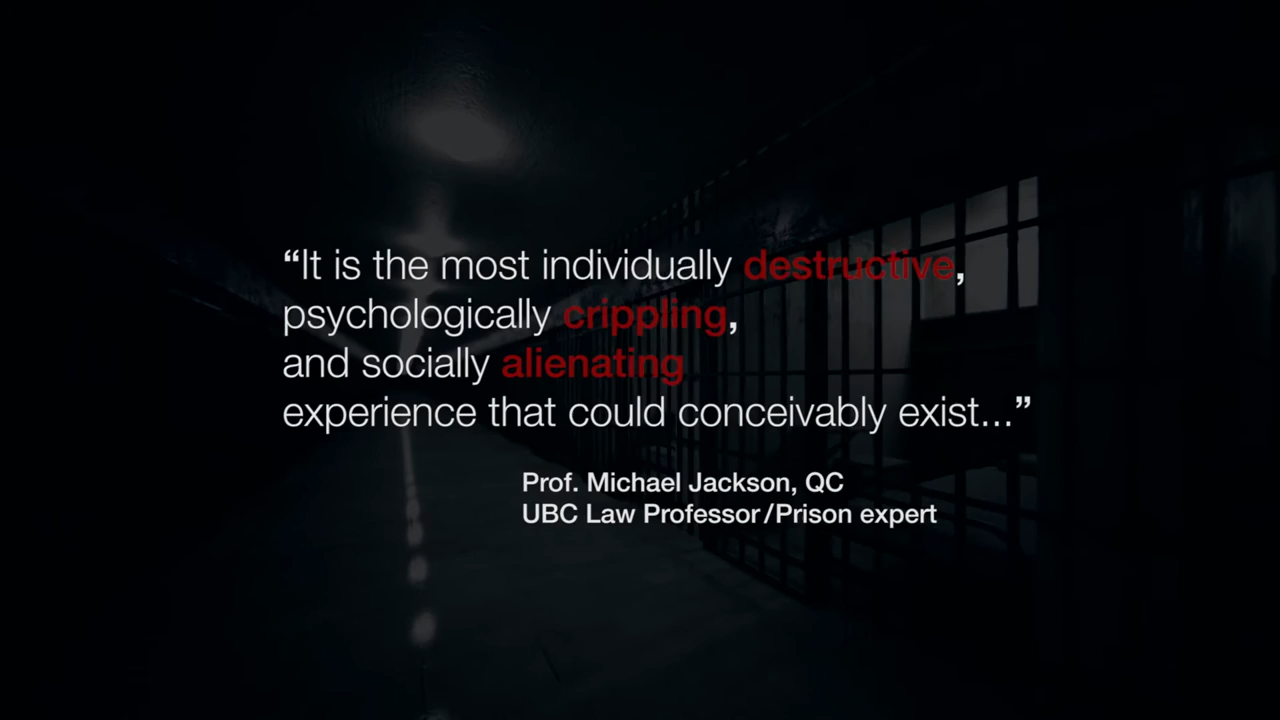 “It is the most individually destructive,
psychologically crippling,
and socially alienating
experience that could conceivably exist...”
Prof. Michael Jackson, QC
UBC Law Professor/Prison expert